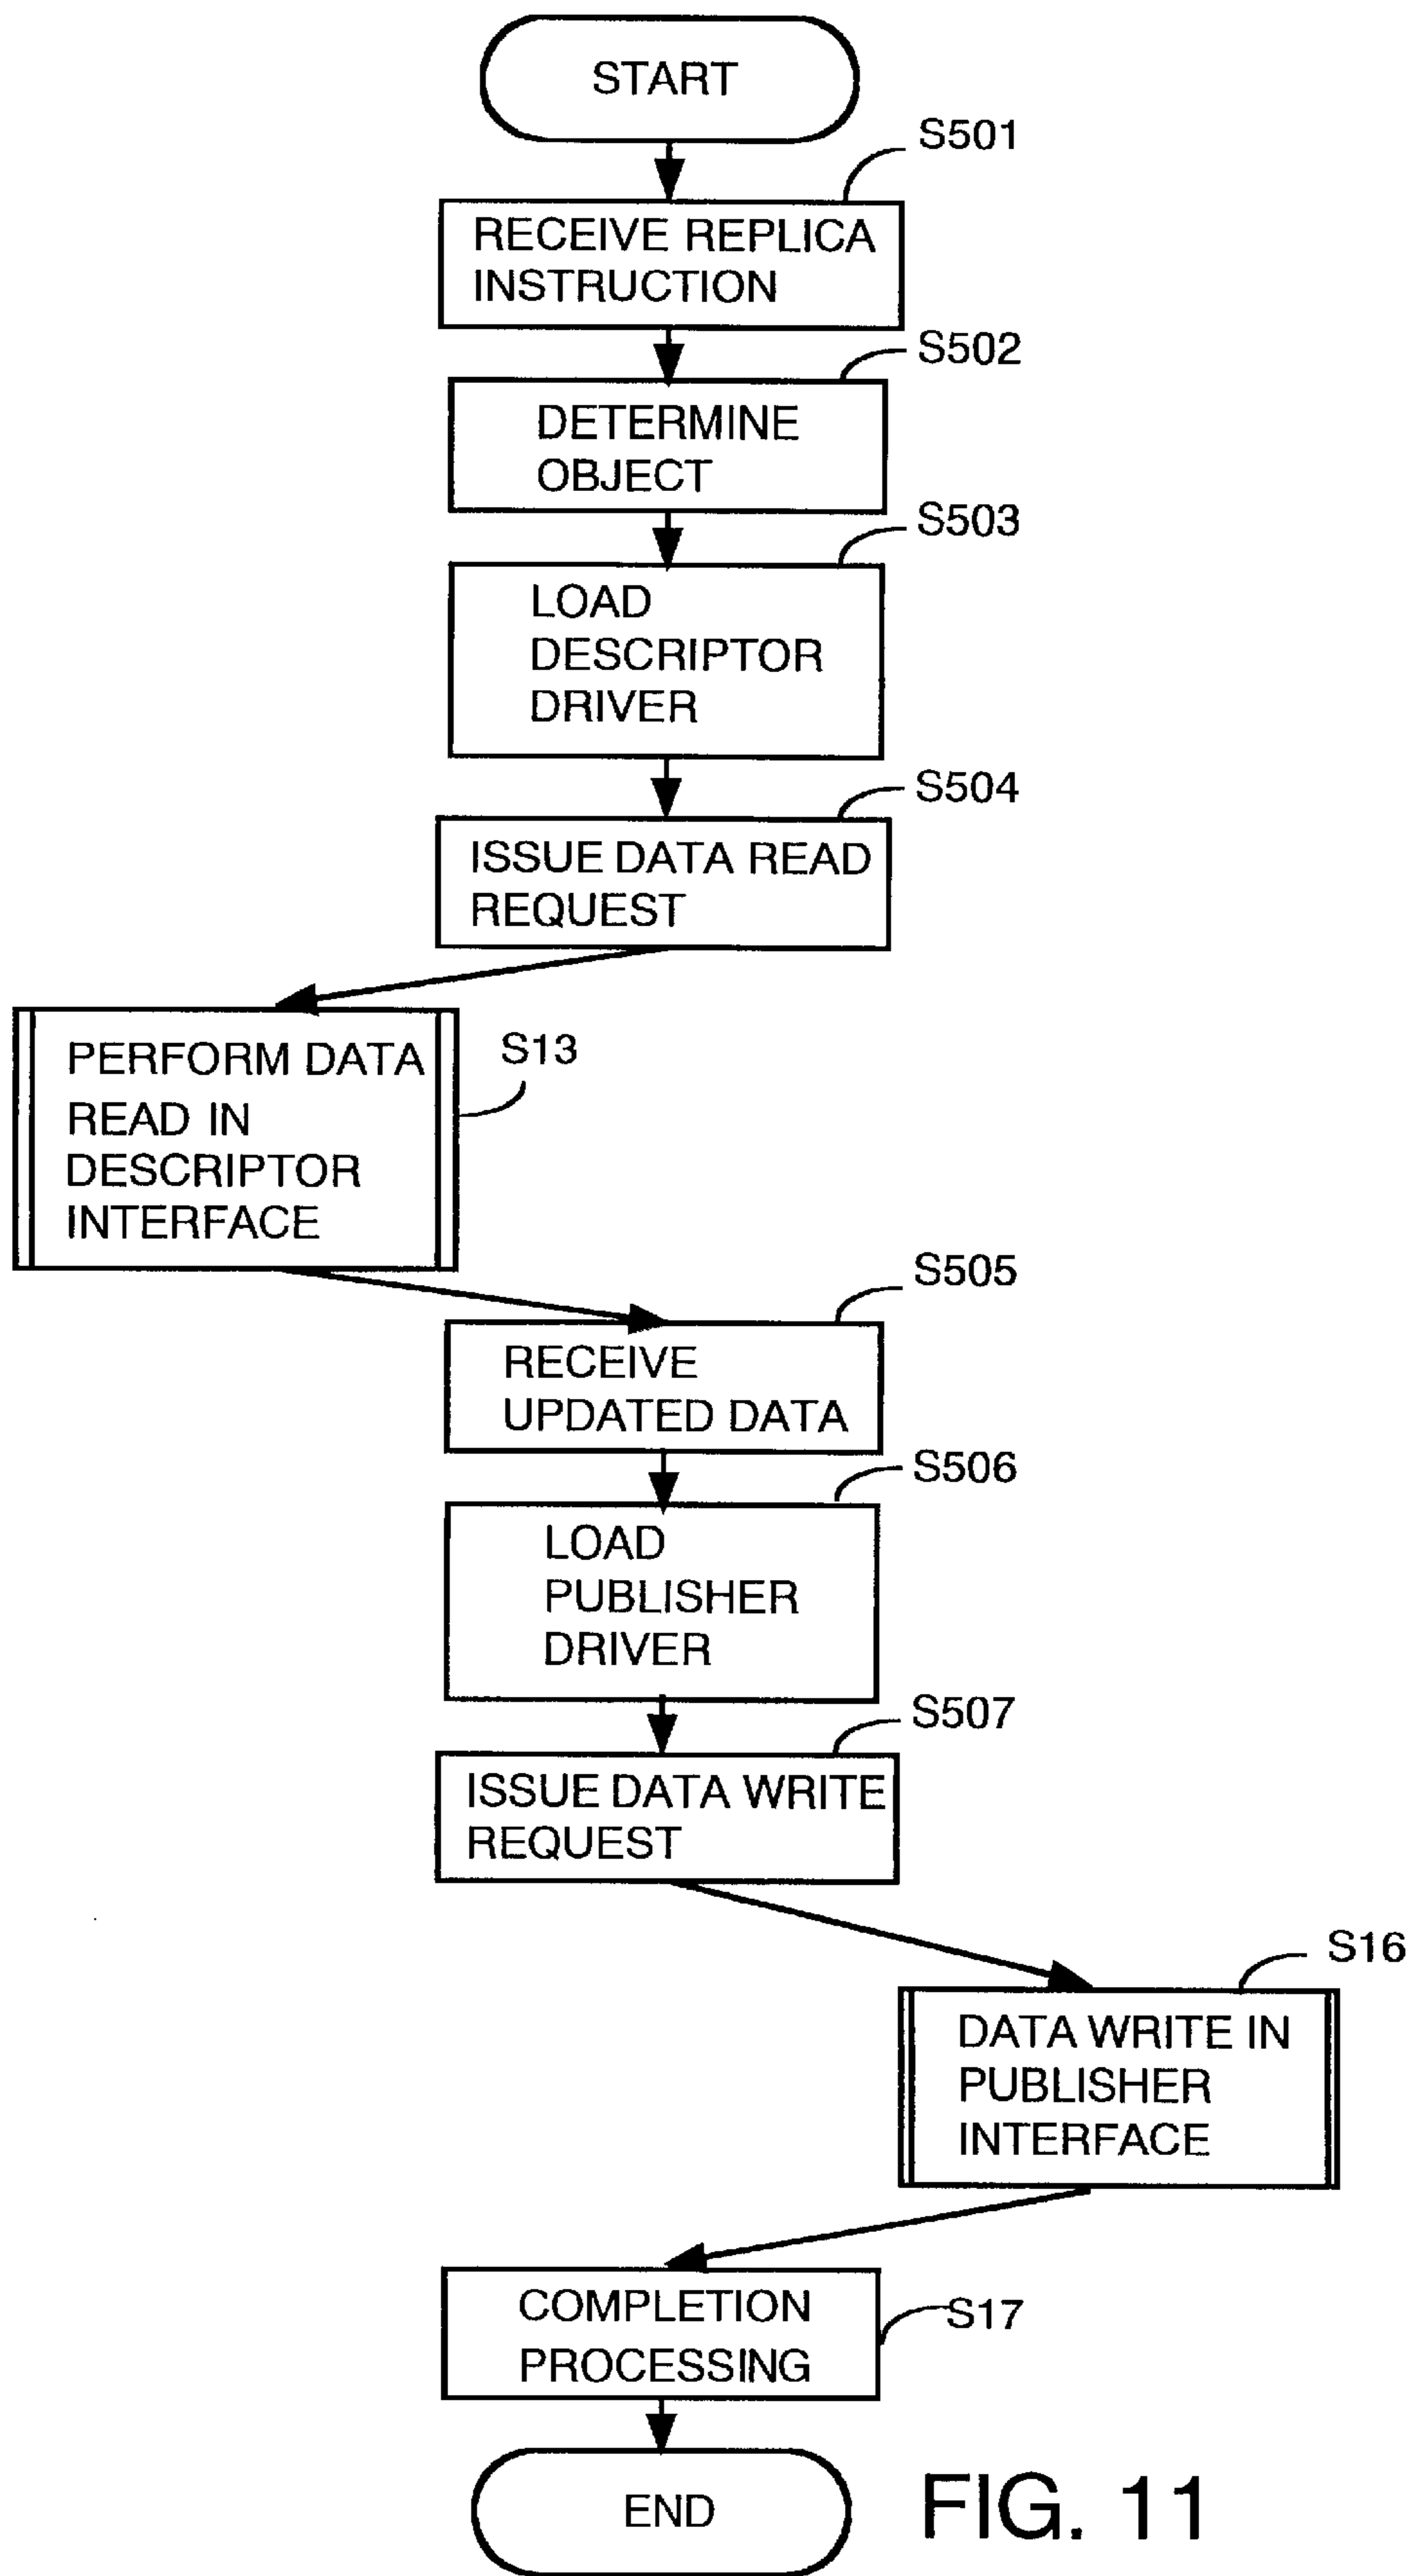 START
S501
RECEIVE REPLICA
INSTRUCTION
S502
DETERMINE
OBJECT
S503
LOAD
DESCRIPTOR
DRIVER
S504
ISSUE DATA READ
REQUEST
S13
PERFORM DATA
READ IN
DESCRIPTOR
INTERFACE
S505
RECEIVE
UPDATED DATA
S506
LOAD
PUBLISHER
DRIVER
S507
ISSUE DATA WRITE
REQUEST
S16
DATA WRITE IN
PUBLISHER
INTERFACE
COMPLETION
PROCESSING
S17
END
FIG. 11